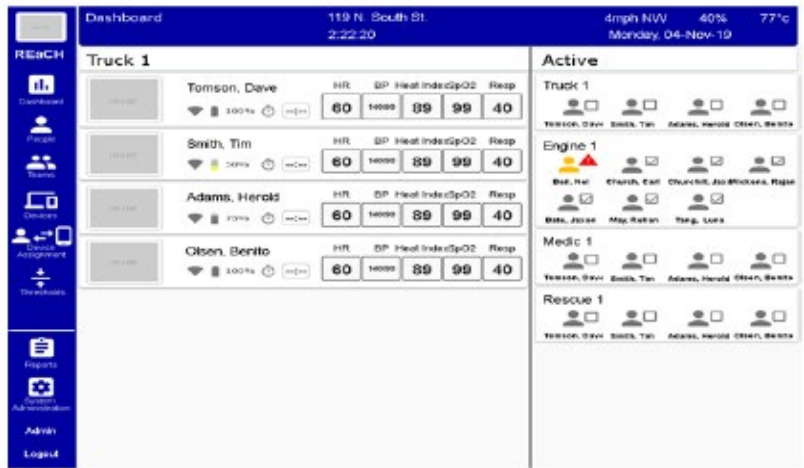 Dashboard
119 N. South St.
2:22:20
4mph NW 40% 77°c
Monday, 04-Nov-19
REaCH
Dashboard
People
Teams
Devices
Device
Assignment
Thresholds
Reports
System
Administration
Admin
Logout
Truck 1
Tomson, Dave
HR BP Heat Index SpO2 Resp
100%
60 89 99 40
Smith, Tim
HR BP Heat Index SpO2 Resp
50%
60 89 99 40
Adams, Herold
HR BP Heat Index SpO2 Resp
75%
60 89 99 40
Olsen, Benito
HR BP Heat Index SpO2 Resp
100%
60 89 99 40
Active
Truck 1
Tomson, Dave Smith, Tim Adams, Herold Olsen, Benito
Engine 1
Church, Carl
May, Rohan Tang, Luna
Medic 1
Tomson, Dave Smith, Tim Adams, Herold Olsen, Benito
Rescue 1
Tomson, Dave Smith, Tim Adams, Herold Olsen, Benito